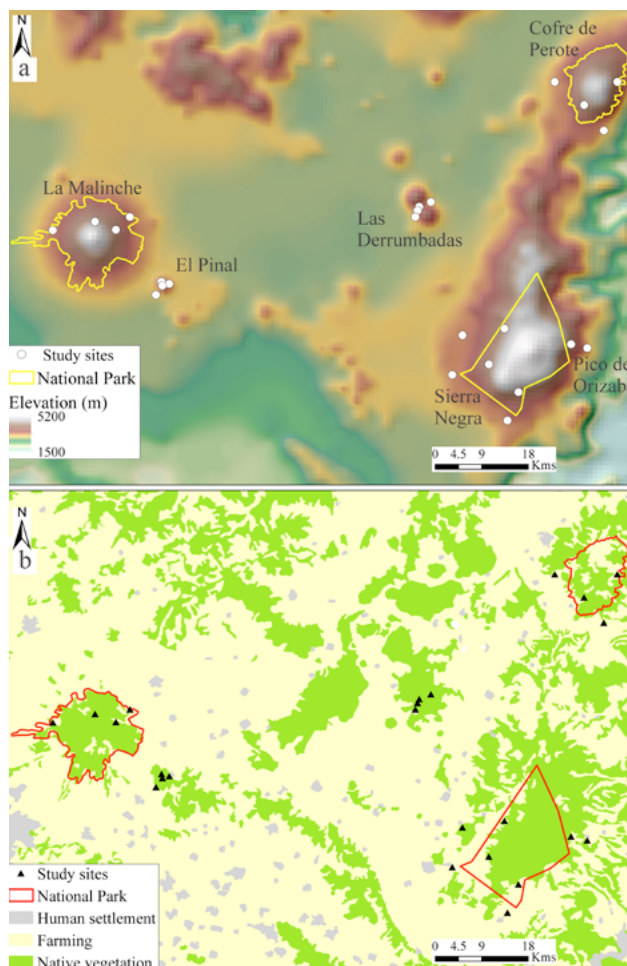 N
a
Cofre de
Perote
La Malinche
Las
Derrumbadas
El Pinal
Study sites
National Park
Elevation (m)
5200
1500
Sierra
Negra
Pico de
Orizab
0 4.5 9 18
Kms
N
b
Study sites
National Park
Human settlement
Farming
Native vegetation
0 4.5 9 18
Kms